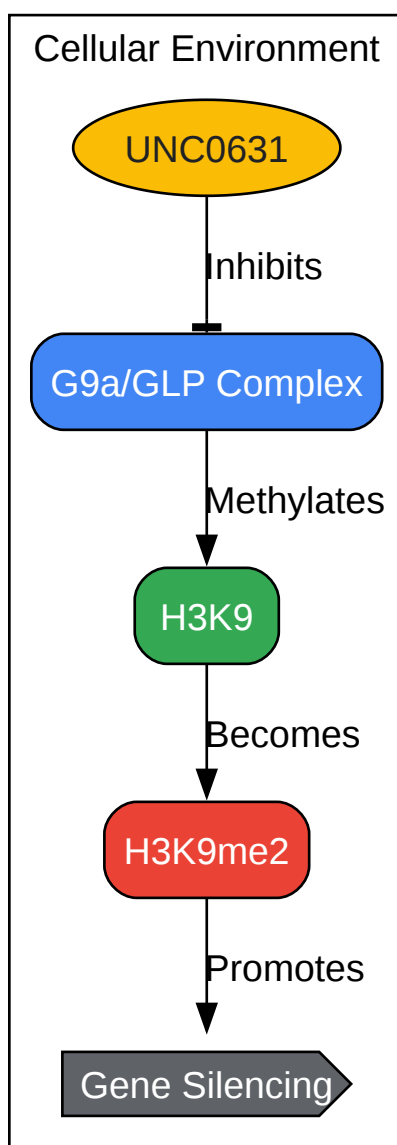 Cellular Environment
UNC0631
Inhibits
G9a/GLP Complex
Methylates
H3K9
Becomes
H3K9me2
Promotes
Gene Silencing